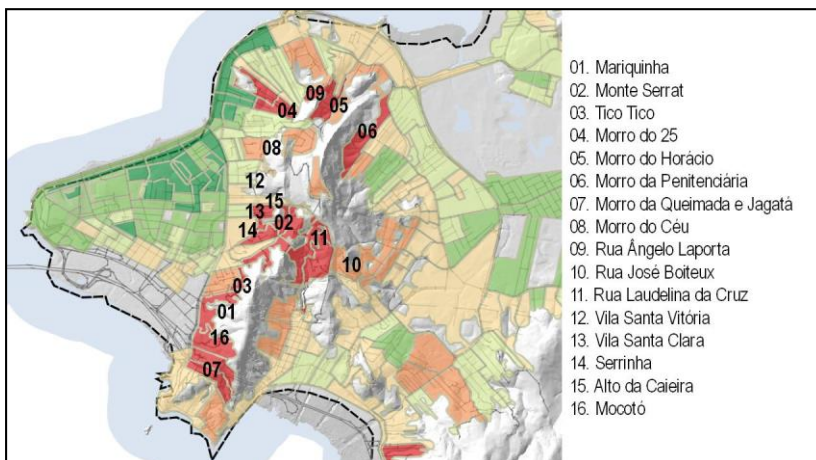 09
05
04
06
08
12
15
13
02
14
11
10
03
01
16
07
01. Mariquinha
02. Monte Serrat
03. Tico Tico
04. Morro do 25
05. Morro do Horácio
06. Morro da Penitenciária
07. Morro da Queimada e Jagatá
08. Morro do Céu
09. Rua Ângelo Laporta
10. Rua José Boiteux
11. Rua Laudelina da Cruz
12. Vila Santa Vitória
13. Vila Santa Clara
14. Serrinha
15. Alto da Caieira
16. Mocotó